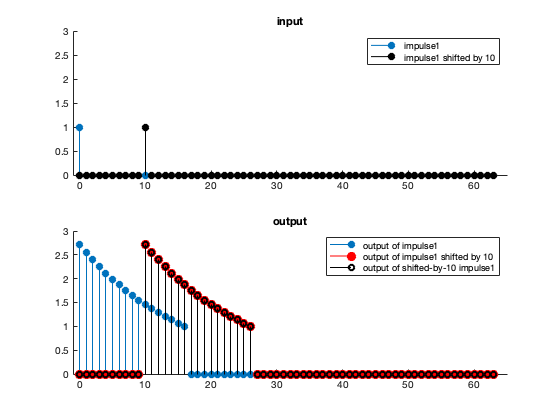 input
3
2.5
2
1.5
1
0.5
0
0 10 20 30 40 50 60
impulse1
impulse1 shifted by 10
output
3
2.5
2
1.5
1
0.5
0
0 10 20 30 40 50 60
output of impulse1
output of impulse1 shifted by 10
output of shifted-by-10 impulse1